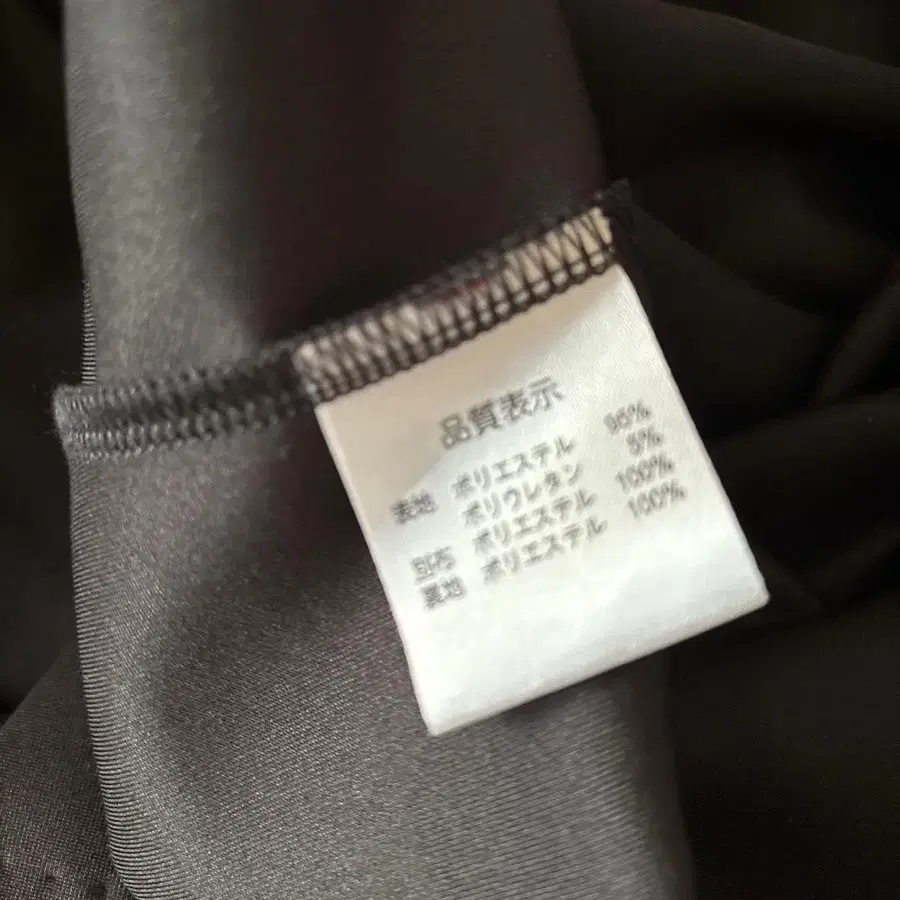 品質表示
表地 ポリエステル 95%
ポリウレタン 5%
別布 ポリエステル 100%
裏地 ポリエステル 100%